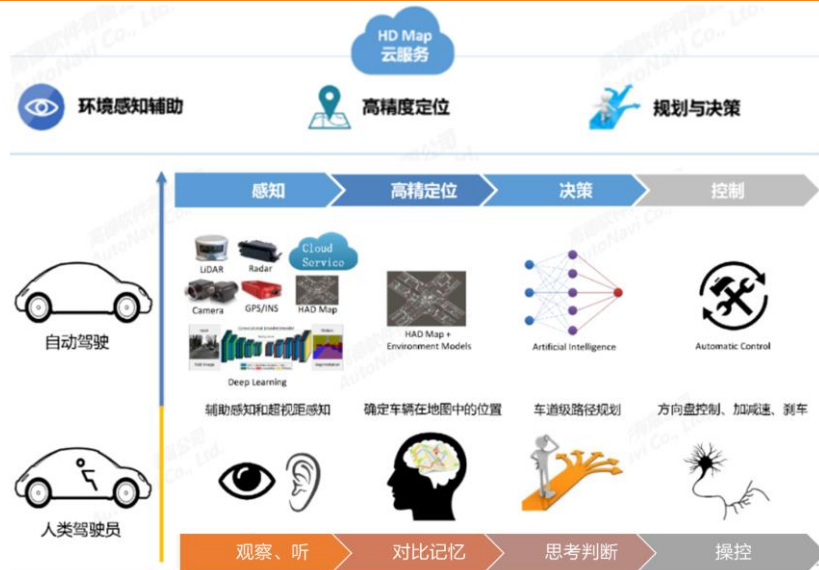 HD Map
云服务
环境感知辅助
高精度定位
规划与决策
感知
高精定位
决策
控制
LiDAR
Radar
Cloud
Service
Camera
GPS/INS
HAD Map
Deep Learning
HAD Map +
Environment Models
Artificial Intelligence
Automatic Control
自动驾驶
辅助感知和超视距感知
确定车辆在地图中的位置
车道级路径规划
方向盘控制、加减速、刹车
人类驾驶员
观察、听
对比记忆
思考判断
操控